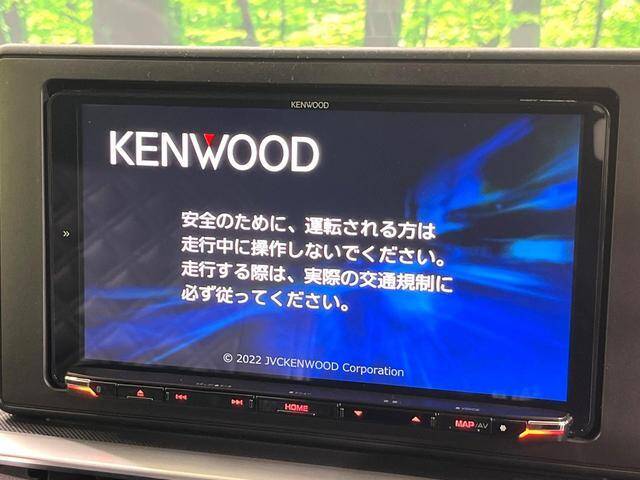 KENWOOD
KENWOOD
安全のために、運転される方は
走行中に操作しないでください。
走行する際は、実際の交通規制に
必ず従ってください。
© 2022 JVCKENWOOD Corporation
HOME
MAP/AV